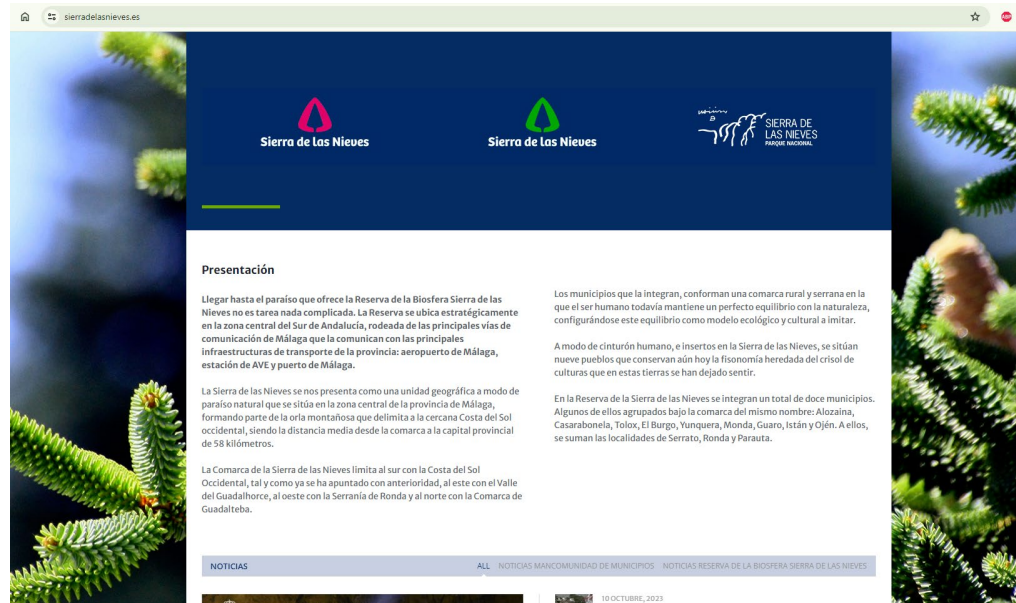 sierradelasnieves.es
ABP
Sierra de las Nieves
Sierra de las Nieves
SIERRA DE
LAS NIEVES
PARQUE NACIONAL
Presentación
Llegar hasta el paraíso que ofrece la Reserva de la Biosfera Sierra de las
Nieves no es tarea nada complicada. La Reserva se ubica estratégicamente
en la zona central del Sur de Andalucía, rodeada de las principales vías de
comunicación de Málaga que la comunican con las principales
infraestructuras de transporte de la provincia: aeropuerto de Málaga,
estación de AVE y puerto de Málaga.
La Sierra de las Nieves se nos presenta como una unidad geográfica a modo de
paraíso natural que se sitúa en la zona central de la provincia de Málaga,
formando parte de la orla montañosa que delimita a la cercana Costa del Sol
occidental, siendo la distancia media desde la comarca a la capital provincial
de 58 kilómetros.
La Comarca de la Sierra de las Nieves limita al sur con la Costa del Sol
Occidental, tal y como ya se ha apuntado con anterioridad, al este con el Valle
del Guadalhorce, al oeste con la Serranía de Ronda y al norte con la Comarca de
Guadalteba.
Los municipios que la integran, conforman una comarca rural y serrana en la
que el ser humano todavía mantiene un perfecto equilibrio con la naturaleza,
configurándose este equilibrio como modelo ecológico y cultural a imitar.
A modo de cinturón humano, e insertos en la Sierra de las Nieves, se sitúan
nueve pueblos que conservan aún hoy la fisonomía heredada del crisol de
culturas que en estas tierras se han dejado sentir.
En la Reserva de la Sierra de las Nieves se integran un total de doce municipios.
Algunos de ellos agrupados bajo la comarca del mismo nombre: Alozaina,
Casarabonela, Tolox, El Burgo, Yunquera, Monda, Guaro, Istán y Ojén. A ellos,
se suman las localidades de Serrato, Ronda y Parauta.
NOTICIAS
ALL NOTICIAS MANCOMUNIDAD DE MUNICIPIOS NOTICIAS RESERVA DE LA BIOSFERA SIERRA DE LAS NIEVES
10 OCTUBRE, 2023